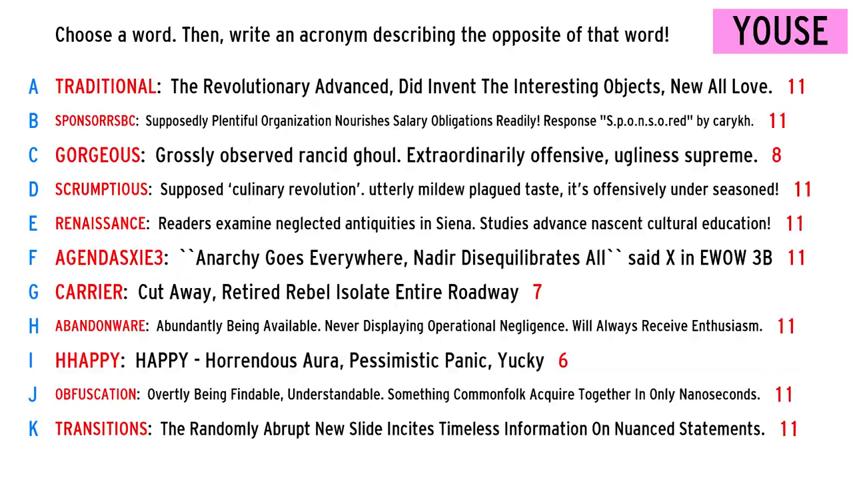 Choose a word. Then, write an acronym describing the opposite of that word! YOUSE
A TRADITIONAL: The Revolutionary Advanced, Did Invent The Interesting Objects, New All Love. 11
B SPONSORRSBC: Supposedly Plentiful Organization Nourishes Salary Obligations Readily! Response "S.p.o.n.s.o.red" by carykh. 11
C GORGEOUS: Grossly observed rancid ghoul. Extraordinarily offensive, ugliness supreme. 8
D SCRUMPTIOUS: Supposed ‘culinary revolution’. utterly mildew plagued taste, it’s offensively under seasoned! 11
E RENAISSANCE: Readers examine neglected antiquities in Siena. Studies advance nascent cultural education! 11
F AGENDASXIE3: ``Anarchy Goes Everywhere, Nadir Disequilibrates All`` said X in EWOW 3B 11
G CARRIER: Cut Away, Retired Rebel Isolate Entire Roadway 7
H ABANDONWARE: Abundantly Being Available. Never Displaying Operational Negligence. Will Always Receive Enthusiasm. 11
I HHAPPY: HAPPY - Horrendous Aura, Pessimistic Panic, Yucky 6
J OBFUSCATION: Overtly Being Findable, Understandable. Something Commonfolk Acquire Together In Only Nanoseconds. 11
K TRANSITIONS: The Randomly Abrupt New Slide Incites Timeless Information On Nuanced Statements. 11